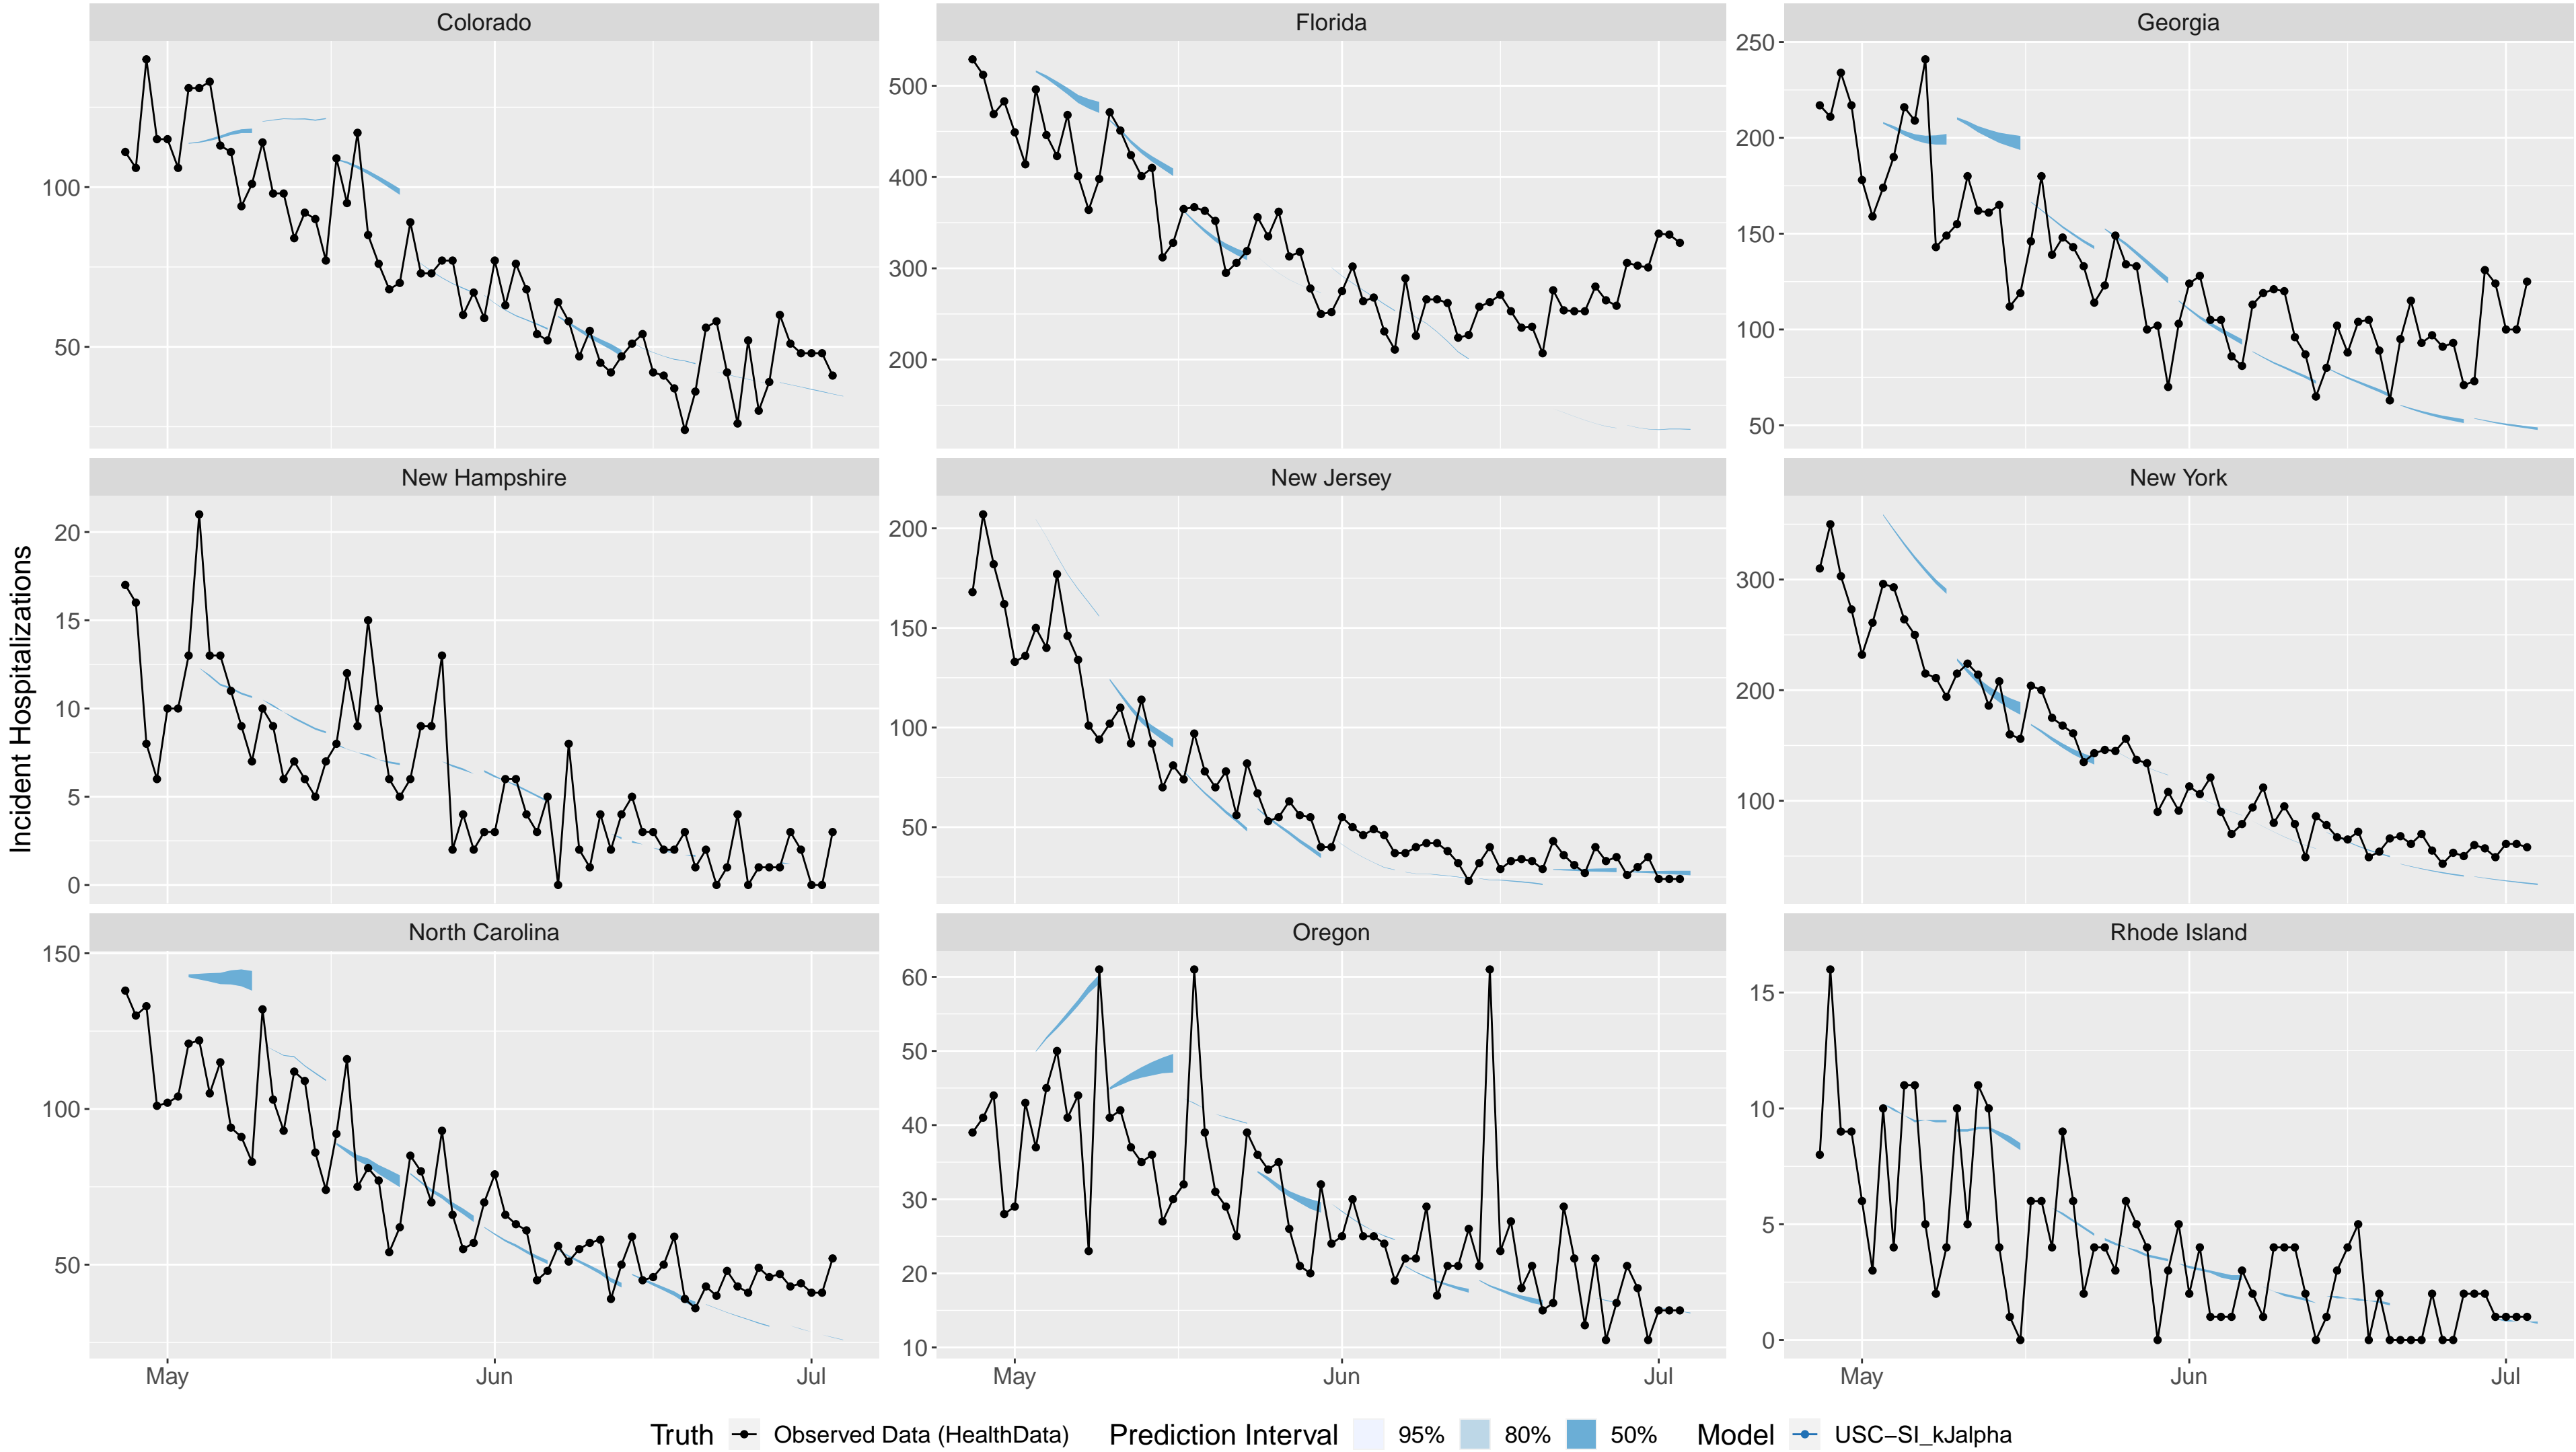 Colorado
Florida
Georgia
100
50
500
400
300
200
250
200
150
100
50
New Hampshire
New Jersey
New York
20
15
10
5
0
200
150
100
50
300
200
100
North Carolina
Oregon
Rhode Island
150
100
50
60
50
40
30
20
10
15
10
5
0
May
Jun
Jul
May
Jun
Jul
May
Jun
Jul
Incident Hospitalizations
Truth Observed Data (HealthData) Prediction Interval 95% 80% 50% Model USC−SI_kJalpha